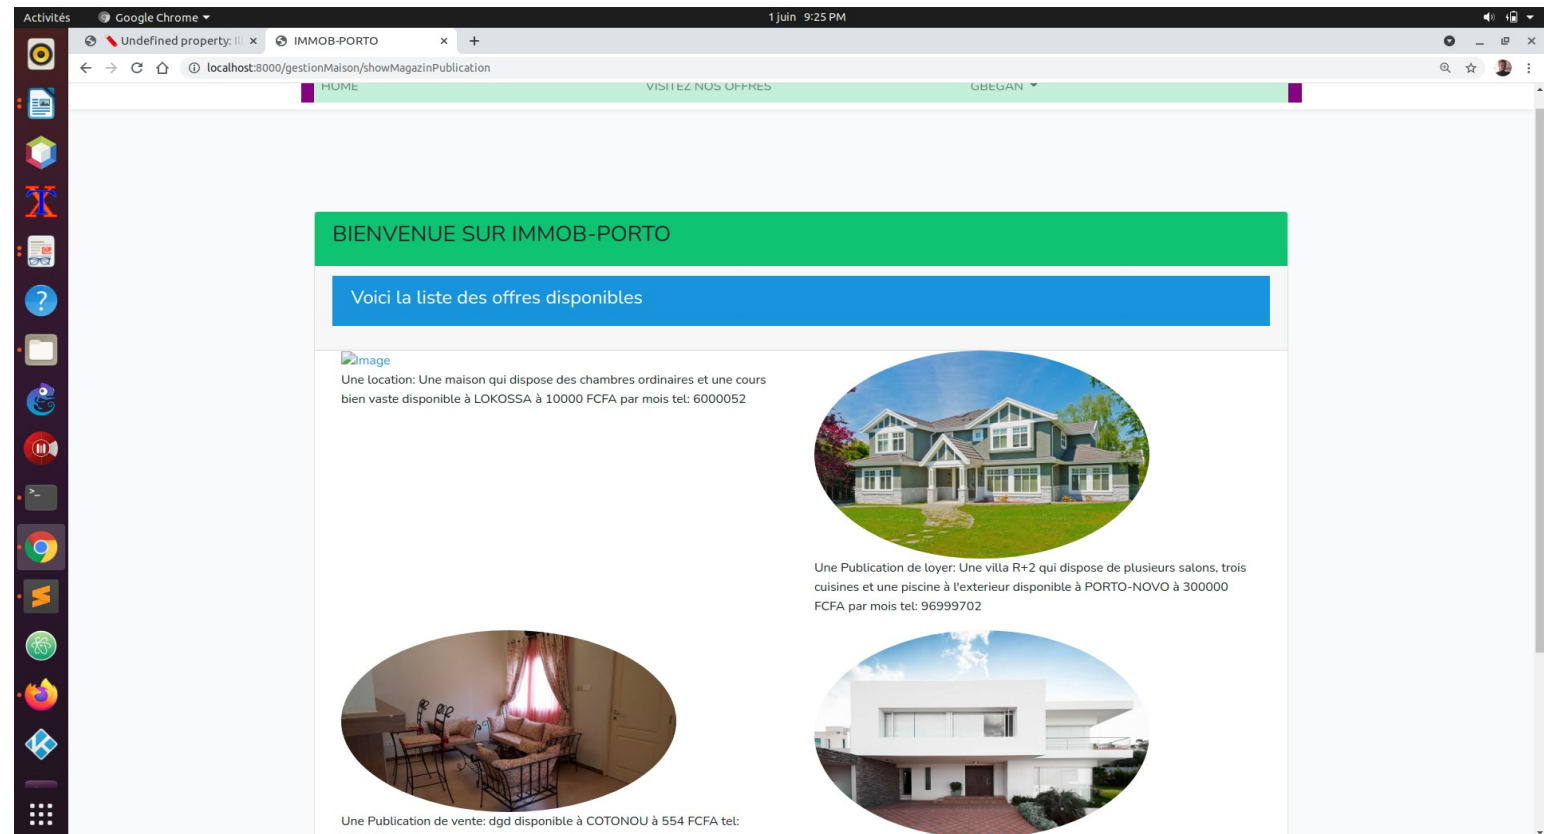 Activités
Google Chrome
1 juin 9:25 PM
Undefined property: Ill
IMMOB-PORTO
localhost:8000/gestionMaison/showMagazinPublication
HOME
VISITEZ NOS OFFRES
GBEGAN
BIENVENUE SUR IMMOB-PORTO
Voici la liste des offres disponibles
Image
Une location: Une maison qui dispose des chambres ordinaires et une cours
bien vaste disponible à LOKOSSA à 10000 FCFA par mois tel: 6000052
Une Publication de loyer: Une villa R+2 qui dispose de plusieurs salons, trois
cuisines et une piscine à l'exterieur disponible à PORTO-NOVO à 300000
FCFA par mois tel: 96999702
Une Publication de vente: dgd disponible à COTONOU à 554 FCFA tel: